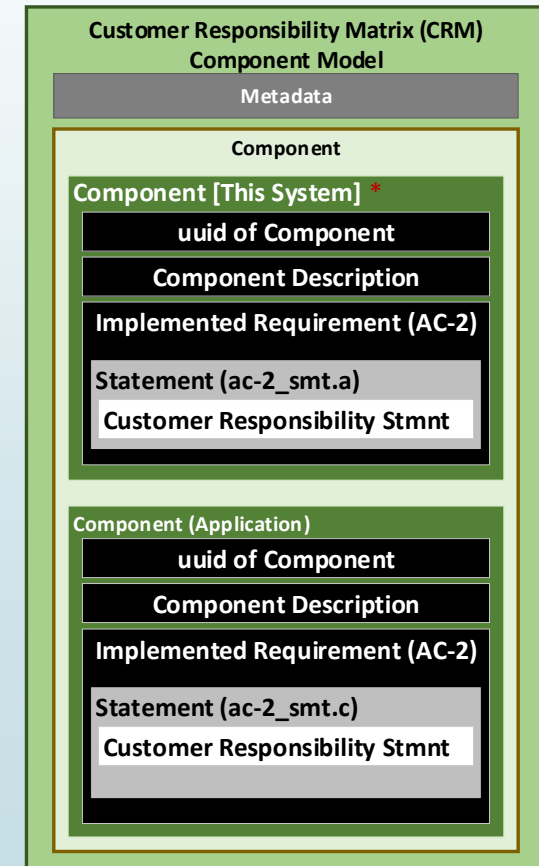 Customer Responsibility Matrix (CRM)
Component Model
Metadata
Component
Component [This System] *
uuid of Component
Component Description
Implemented Requirement (AC-2)
Statement (ac-2_smt.a)
Customer Responsibility Stmnt
Component (Application)
uuid of Component
Component Description
Implemented Requirement (AC-2)
Statement (ac-2_smt.c)
Customer Responsibility Stmnt